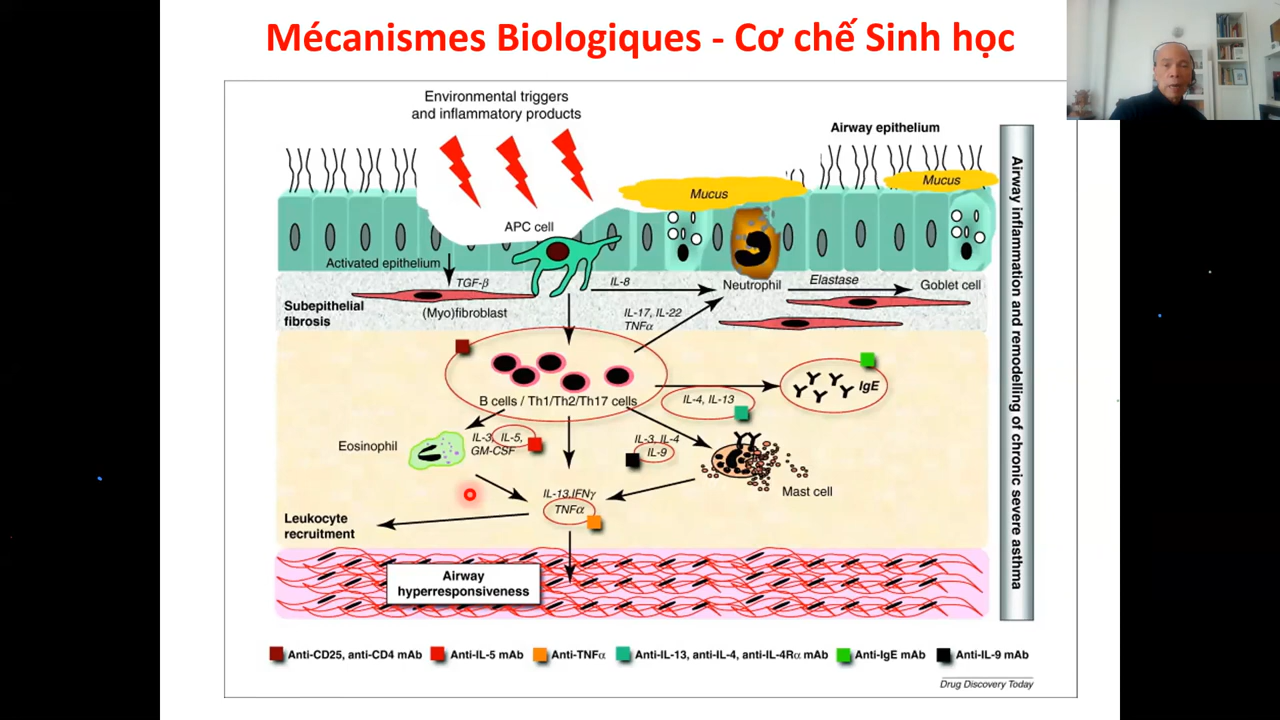 Mécanismes Biologiques - Cơ chế Sinh học
Environmental triggers
and inflammatory products
Airway epithelium
Mucus
Mucus
APC cell
Activated epithelium
TGF-β
IL-8
Neutrophil
Elastase
Goblet cell
Subepithelial
fibrosis
(Myo)fibroblast
IL-17, IL-22
TNFα
B cells / Th1/Th2/Th17 cells
IL-4, IL-13
IgE
Eosinophil
IL-3, IL-5,
GM-CSF
IL-3, IL-4
IL-9
Mast cell
IL-13,IFNγ
TNFα
Leukocyte
recruitment
Airway
hyperresponsiveness
Airway inflammation and remodelling of chronic severe asthma
Anti-CD25, anti-CD4 mAb
Anti-IL-5 mAb
Anti-TNFα
Anti-IL-13, anti-IL-4, anti-IL-4Rα mAb
Anti-IgE mAb
Anti-IL-9 mAb
Drug Discovery Today